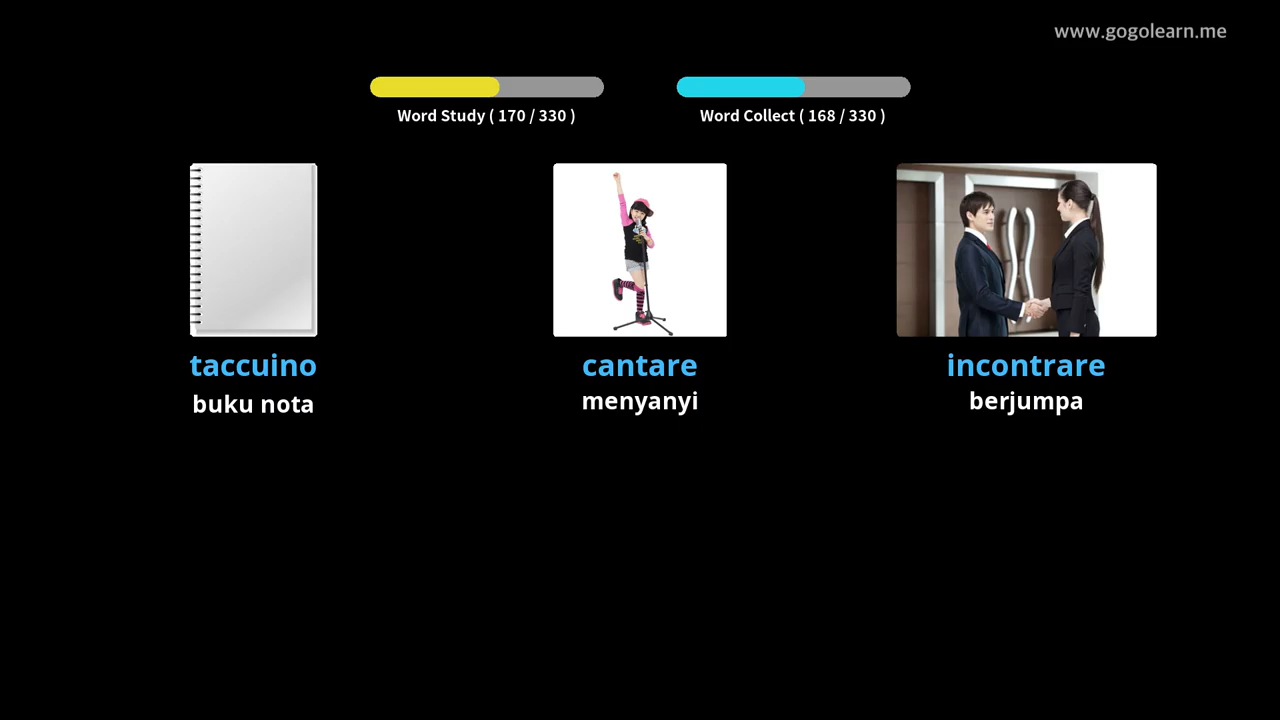 www.gogolearn.me
Word Study ( 170 / 330 )
Word Collect ( 168 / 330 )
taccuino
cantare
incontrare
buku nota
menyanyi
berjumpa